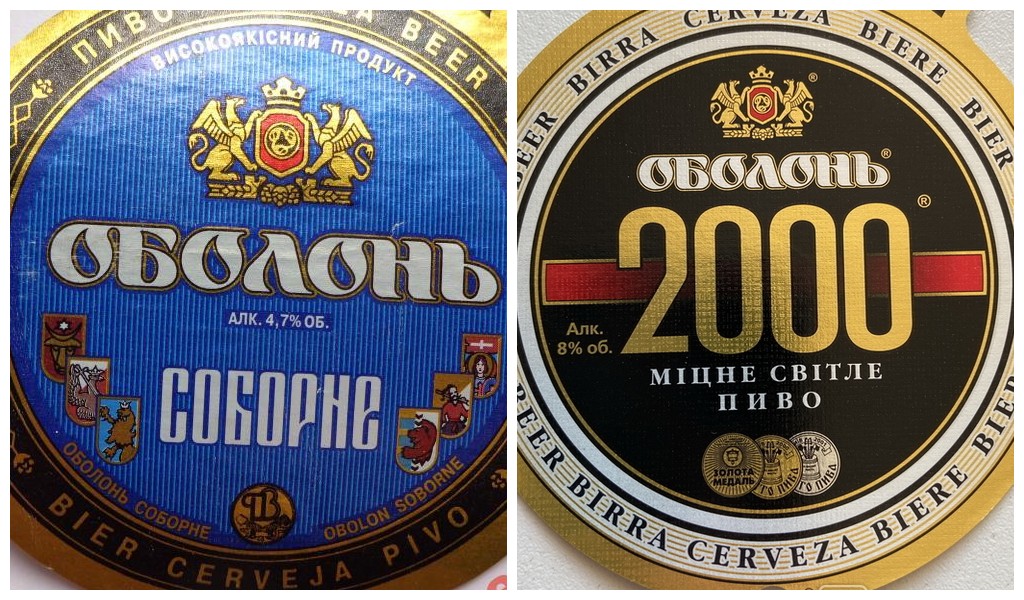 ПИВО
BEER
ВИСОКОЯКІСНИЙ ПРОДУКТ
ОБОЛОНЬ
АЛК. 4,7% ОБ.
СОБОРНЕ
ОБОЛОНЬ СОБОРНЕ
OBOLON SOBORNE
BIER CERVEJA PIVO
BIRRA CERVEZA BIERE BIER
BEER
®
ОБОЛОНЬ®
®
2000
Алк.
8% об.
МІЦНЕ СВІТЛЕ
ПИВО
ЗОЛОТА
МЕДАЛЬ
BEER BIRRA CERVEZA BIERE BIER